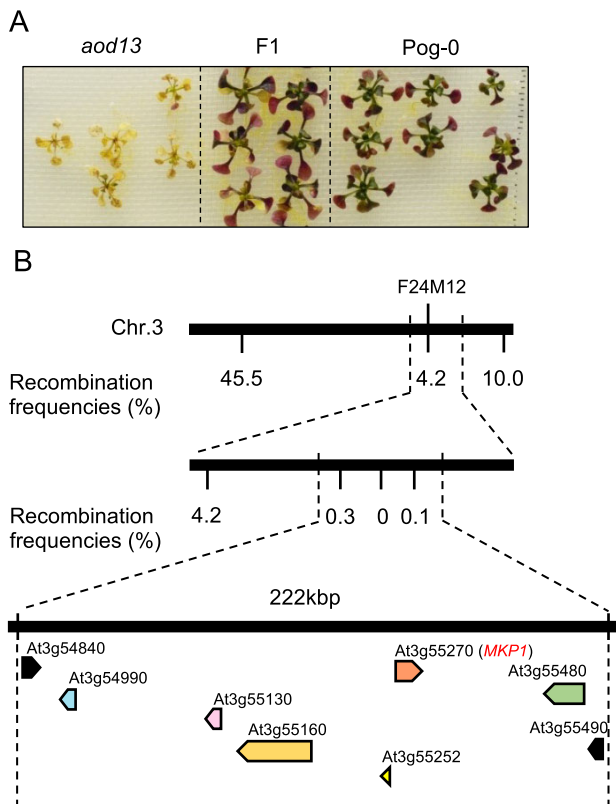 A
aod13 F1 Pog-0
B
F24M12
Chr.3
Recombination frequencies (%)
45.5 4.2 10.0
Recombination frequencies (%)
4.2 0.3 0 0.1
222kbp
At3g54840
At3g54990
At3g55130
At3g55160
At3g55252
At3g55270 (MKP1)
At3g55480
At3g55490